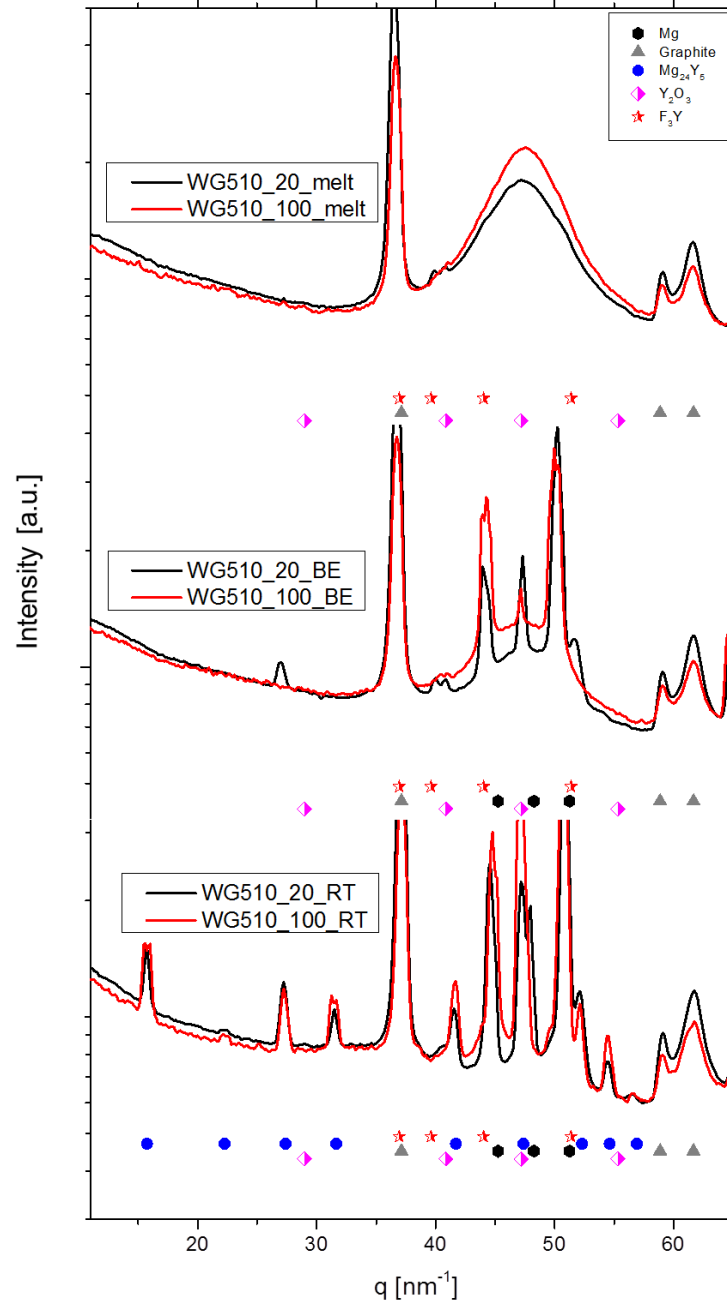 Mg
Graphite
Mg₂₄Y₅
Y₂O₃
F₃Y
WG510_20_melt
WG510_100_melt
WG510_20_BE
WG510_100_BE
WG510_20_RT
WG510_100_RT
Intensity [a.u.]
20 30 40 50 60
q [nm⁻¹]